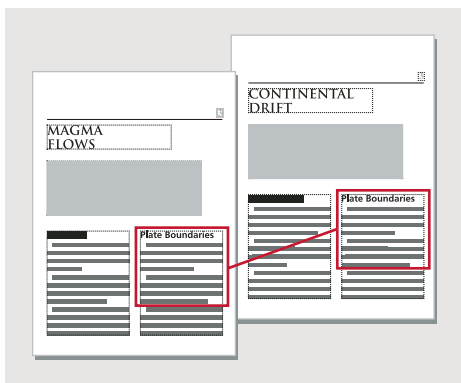 MAGMA
FLOWS
Plate Boundaries
CONTINENTAL
DRIFT
Plate Boundaries